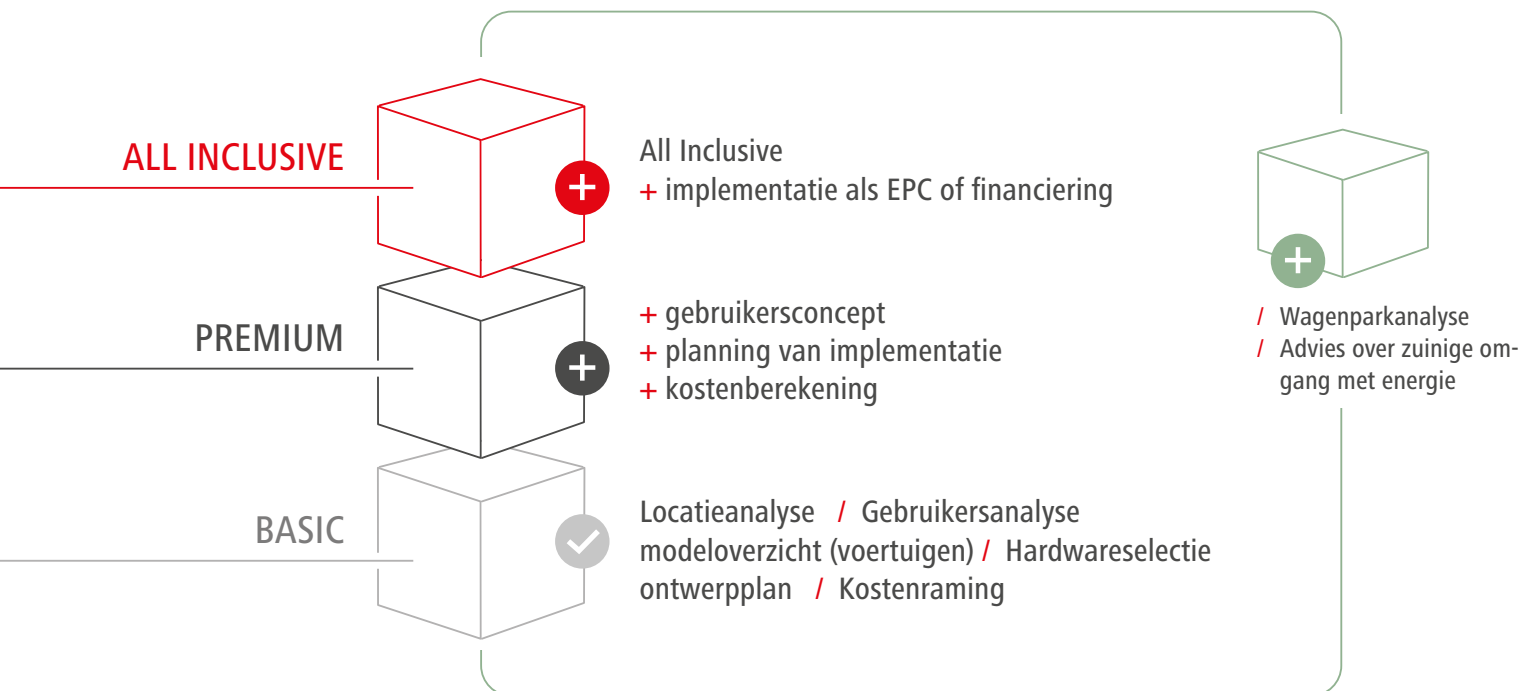 ALL INCLUSIVE
All Inclusive
+ implementatie als EPC of financiering
PREMIUM
+ gebruikersconcept
+ planning van implementatie
+ kostenberekening
BASIC
Locatieanalyse / Gebruikersanalyse
modeloverzicht (voertuigen) / Hardwareselectie
ontwerpplan / Kostenraming
/ Wagenparkanalyse
/ Advies over zuinige om-
gang met energie